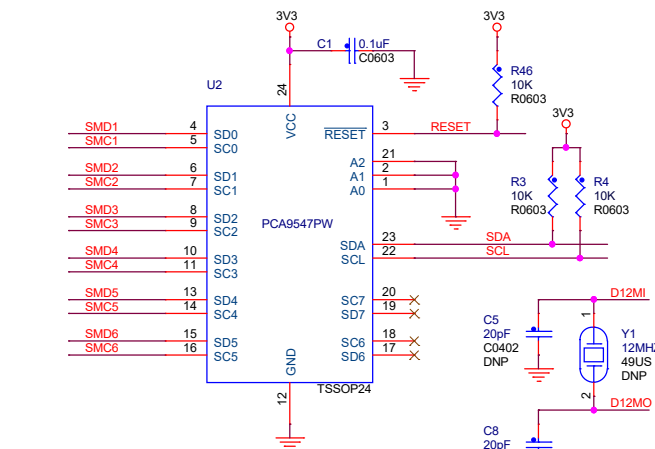 3V3
3V3
C1
0.1uF
C0603
U2
24
VCC
R46
10K
R0603
3V3
SMD1
4
SD0
RESET
3
RESET
SMC1
5
SC0
SMD2
6
SD1
A2
21
SMC2
7
SC1
A1
2
A0
1
R3
10K
R0603
R4
10K
R0603
SMD3
8
SD2
SMC3
9
SC2
PCA9547PW
SMD4
10
SD3
SDA
23
SDA
SMC4
11
SC3
SCL
22
SCL
SMD5
13
SD4
SC7
20
SMC5
14
SC4
SD7
19
SMD6
15
SD5
SC6
18
SMC6
16
SC5
SD6
17
GND
12
TSSOP24
D12MI
C5
20pF
C0402
DNP
1
Y1
12MHz
49US
DNP
2
D12MO
C8
20pF